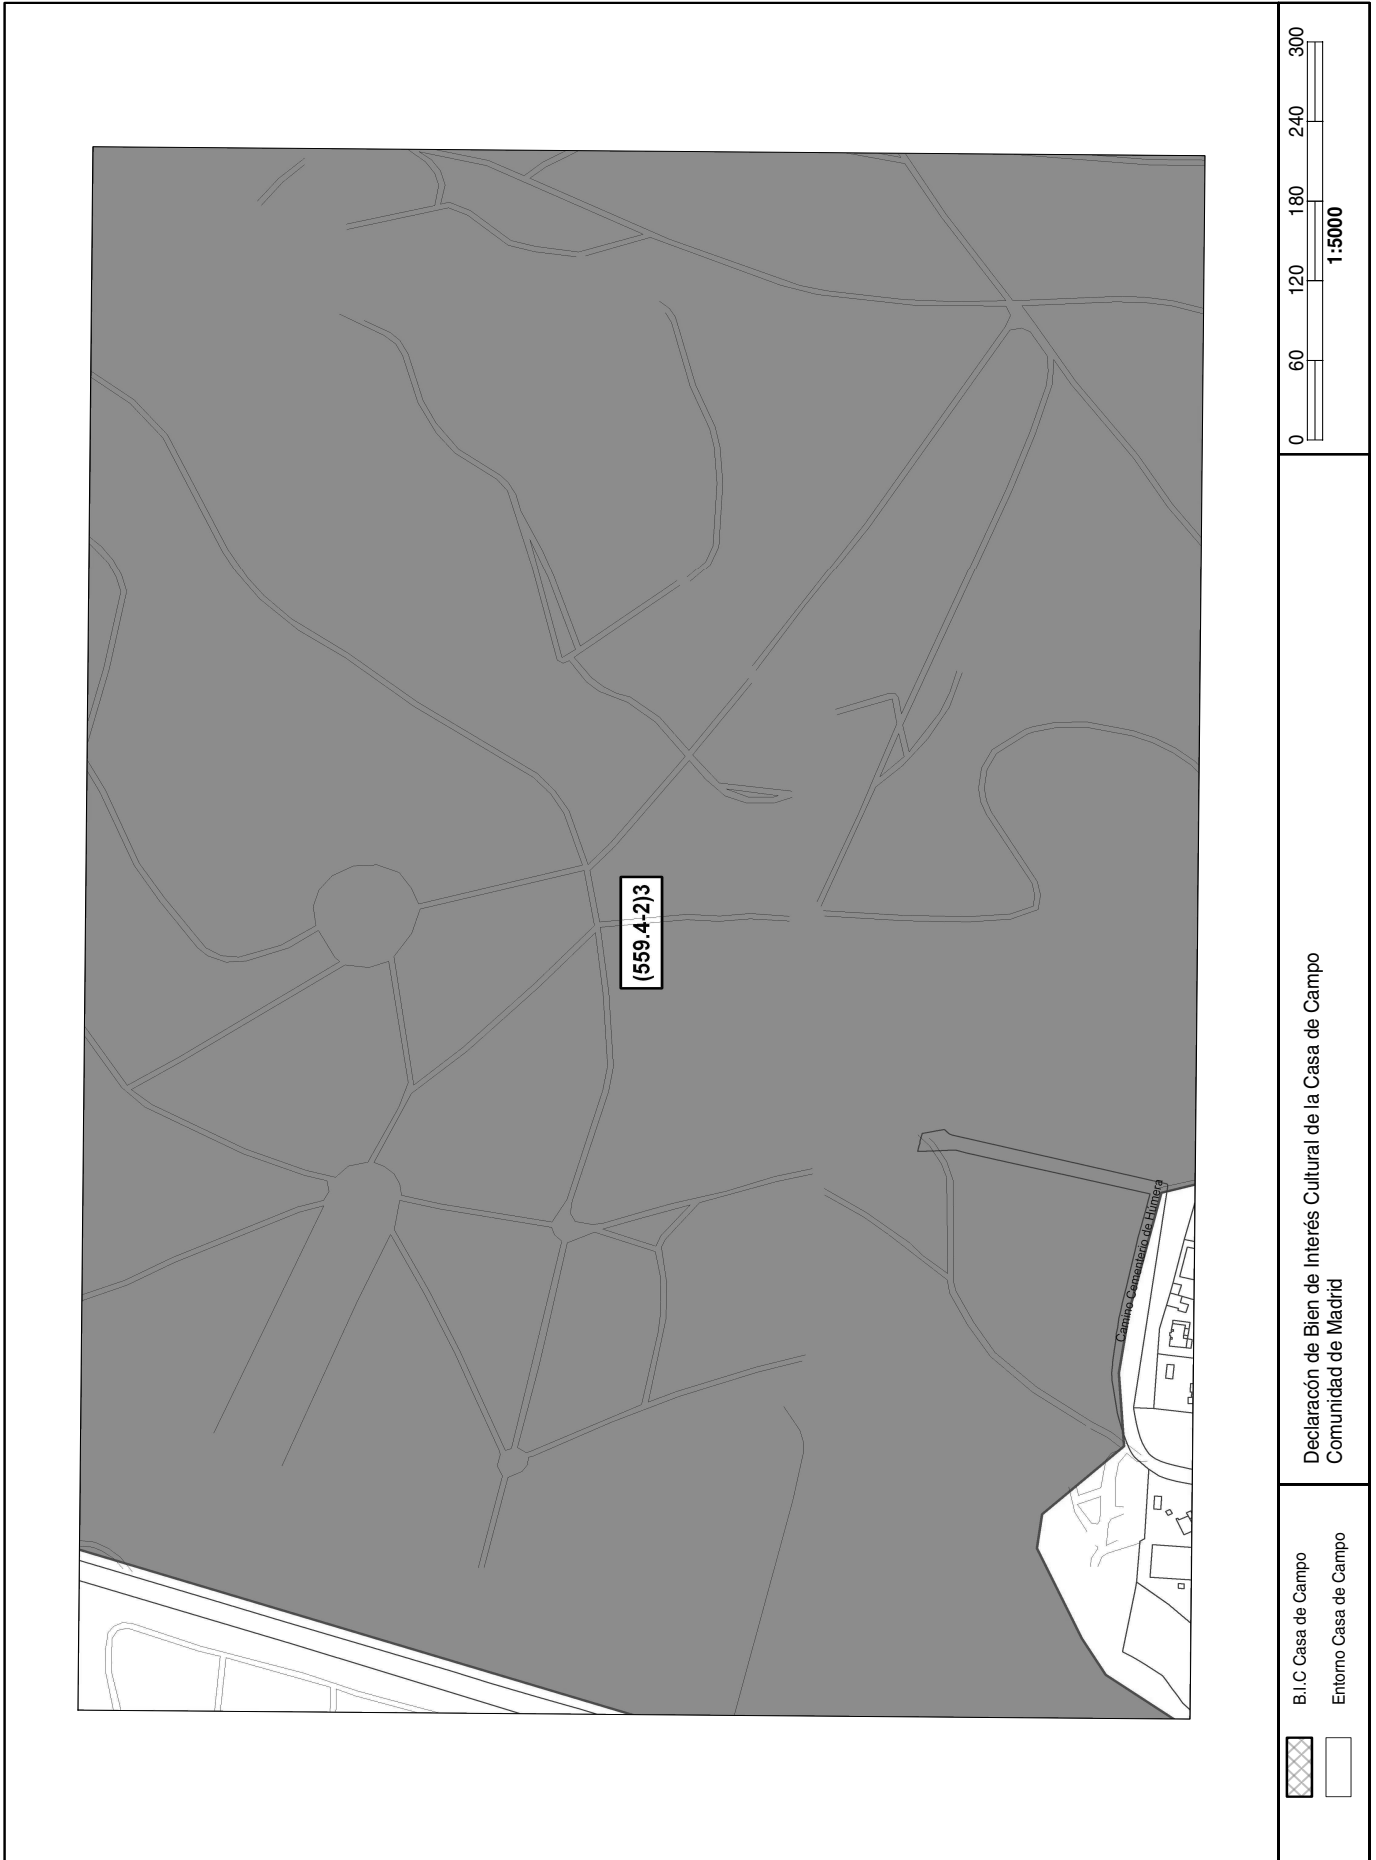 (559.4-2)3
Camino Cementerio de Húmera
B.I.C Casa de Campo
Entorno Casa de Campo
Declaracón de Bien de Interés Cultural de la Casa de Campo
Comunidad de Madrid
0 60 120 180 240 300
1:5000